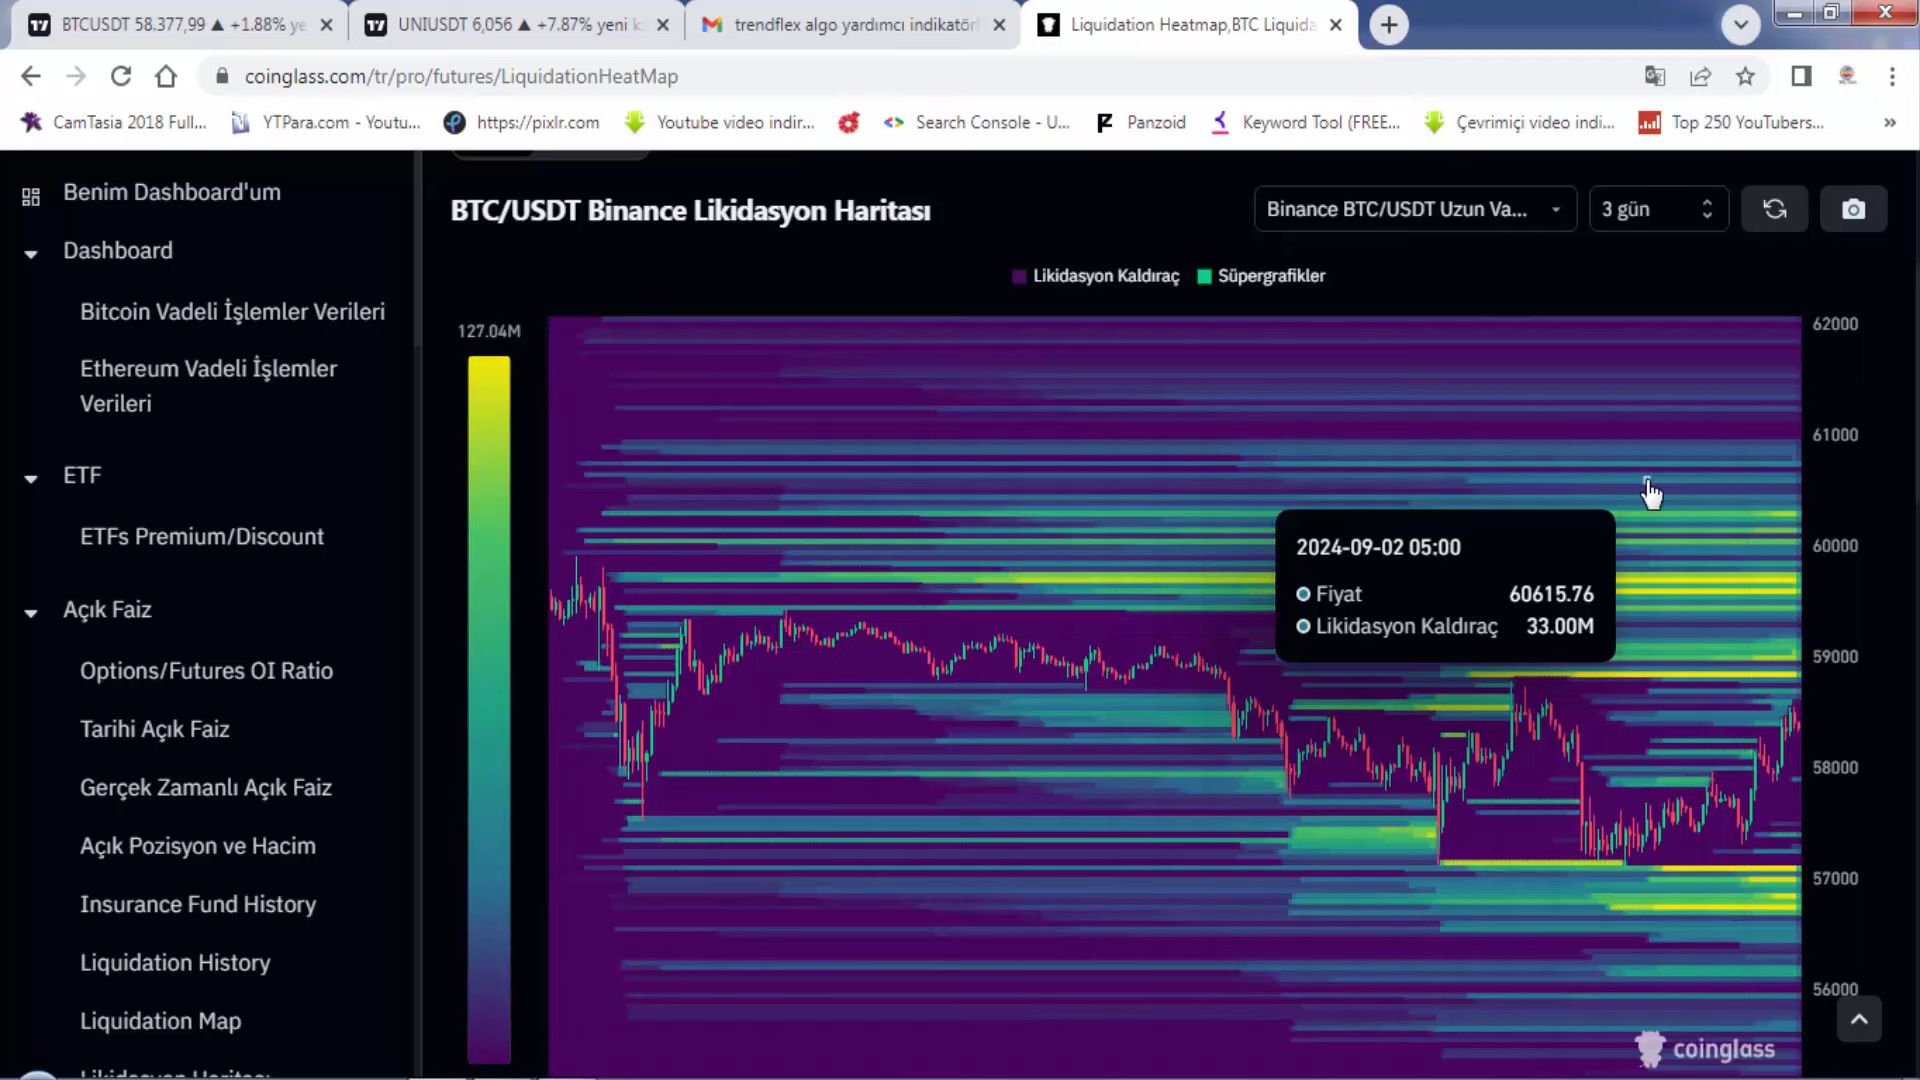 BTCUSDT 58.377,99 ▲ +1.88% ye
UNIUSDT 6,056 ▲ +7.87% yeni k
trendflex algo yardımcı indikatörl
Liquidation Heatmap,BTC Liquida
coinglass.com/tr/pro/futures/LiquidationHeatMap
CamTasia 2018 Full...
YTPara.com - Youtu...
https://pixlr.com
Youtube video indir...
Search Console - U...
Panzoid
Keyword Tool (FREE...
Çevrimiçi video indi...
Top 250 YouTubers...
»
Benim Dashboard'um
Dashboard
Bitcoin Vadeli İşlemler Verileri
Ethereum Vadeli İşlemler
Verileri
ETF
ETFs Premium/Discount
Açık Faiz
Options/Futures OI Ratio
Tarihi Açık Faiz
Gerçek Zamanlı Açık Faiz
Açık Pozisyon ve Hacim
Insurance Fund History
Liquidation History
Liquidation Map
Likidasyon Haritası
BTC/USDT Binance Likidasyon Haritası
Binance BTC/USDT Uzun Va...
3 gün
Likidasyon Kaldıraç
Süpergrafikler
127.04M
62000
61000
60000
59000
58000
57000
56000
2024-09-02 05:00
Fiyat 60615.76
Likidasyon Kaldıraç 33.00M
coinglass